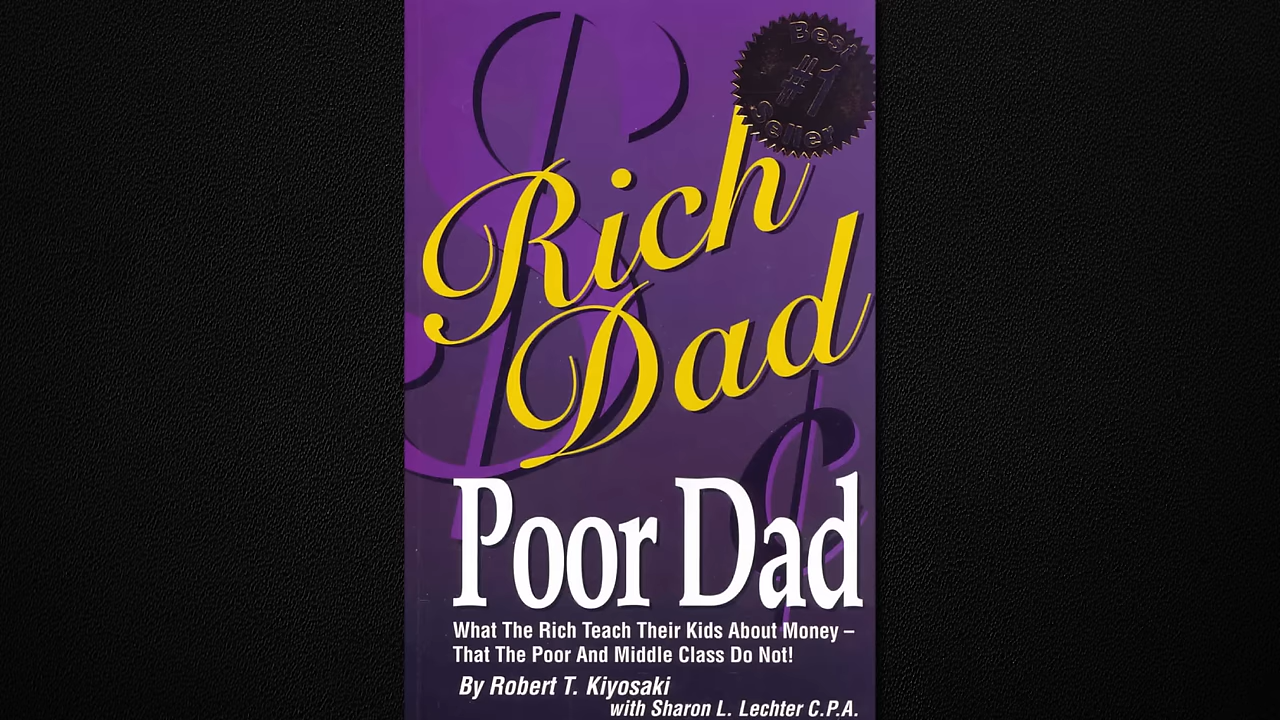 Best
#1
Seller
Rich
Dad
Poor Dad
What The Rich Teach Their Kids About Money –
That The Poor And Middle Class Do Not!
By Robert T. Kiyosaki
with Sharon L. Lechter C.P.A.